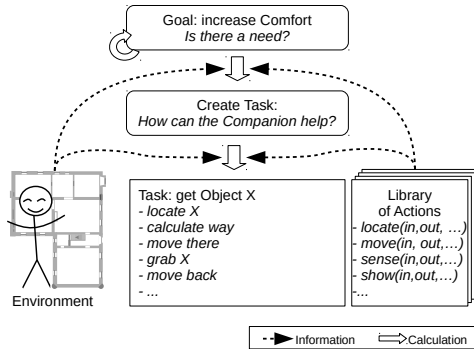 Goal: increase Comfort
Is there a need?
Create Task:
How can the Companion help?
Task: get Object X
- locate X
- calculate way
- move there
- grab X
- move back
- ...
Library
of Actions
- locate(in,out, ...)
- move(in, out,...)
- sense(in,out,...)
- show(in,out,...)
-...
Environment
Information
Calculation